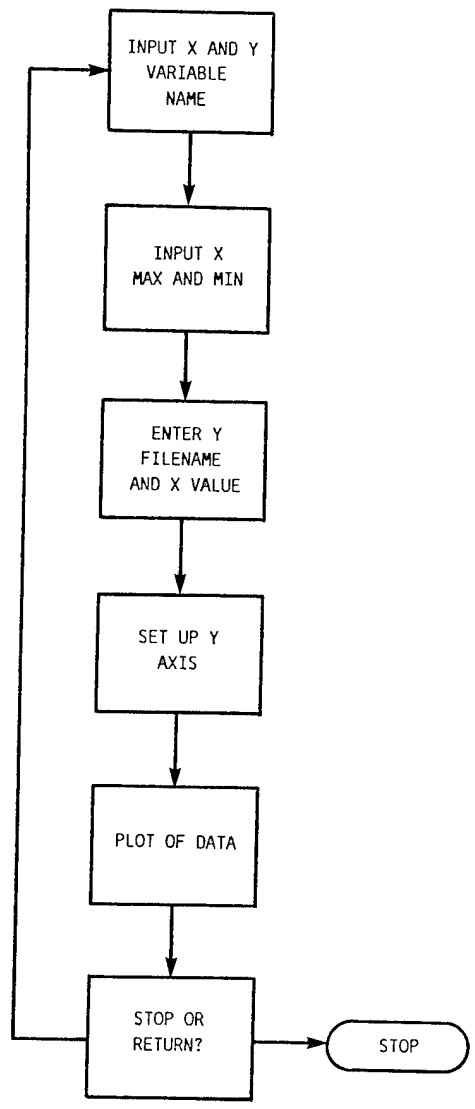 INPUT X AND Y
VARIABLE
NAME
INPUT X
MAX AND MIN
ENTER Y
FILENAME
AND X VALUE
SET UP Y
AXIS
PLOT OF DATA
STOP OR
RETURN?
STOP